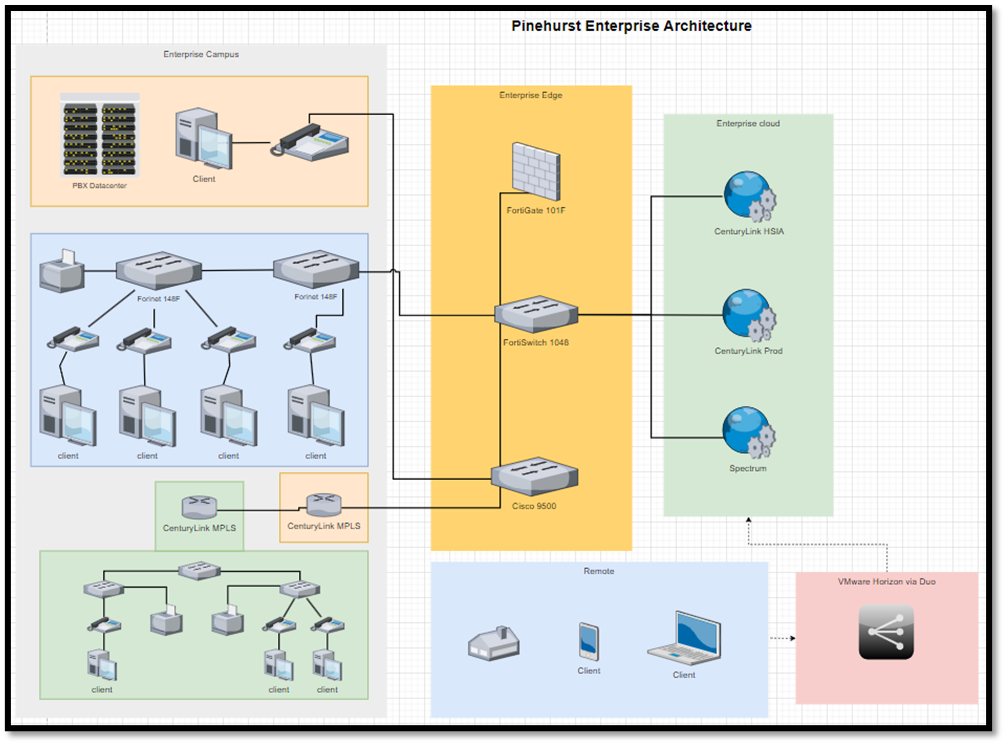 Pinehurst Enterprise Architecture
Enterprise Campus
PBX Datacenter
Client
Forinet 148F
Forinet 148F
client
client
client
client
CenturyLink MPLS
CenturyLink MPLS
client
client
client
Enterprise Edge
FortiGate 101F
FortiSwitch 1048
Cisco 9500
Enterprise cloud
CenturyLink HSIA
CenturyLink Prod
Spectrum
Remote
Client
Client
VMware Horizon via Duo